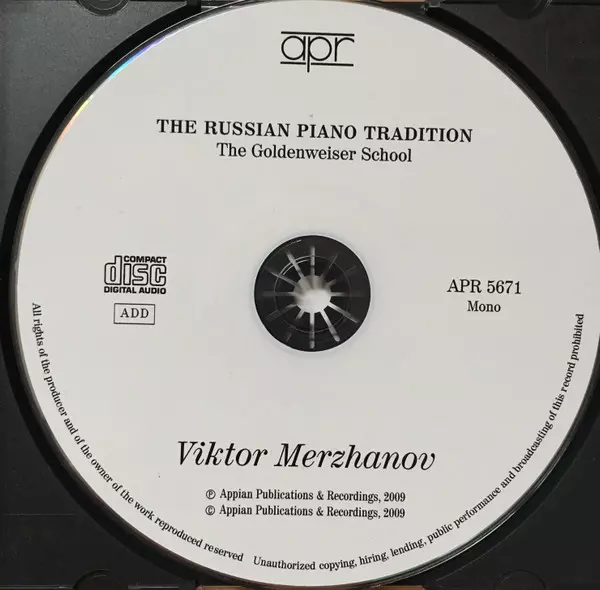 apr
THE RUSSIAN PIANO TRADITION
The Goldenweiser School
COMPACT
disc
DIGITAL AUDIO
ADD
APR 5671
Mono
Viktor Merzhanov
℗ Appian Publications & Recordings, 2009
© Appian Publications & Recordings, 2009
All rights of the producer and of the owner of the work reproduced reserved Unauthorized copying, hiring, lending, public performance and broadcasting of this record prohibited